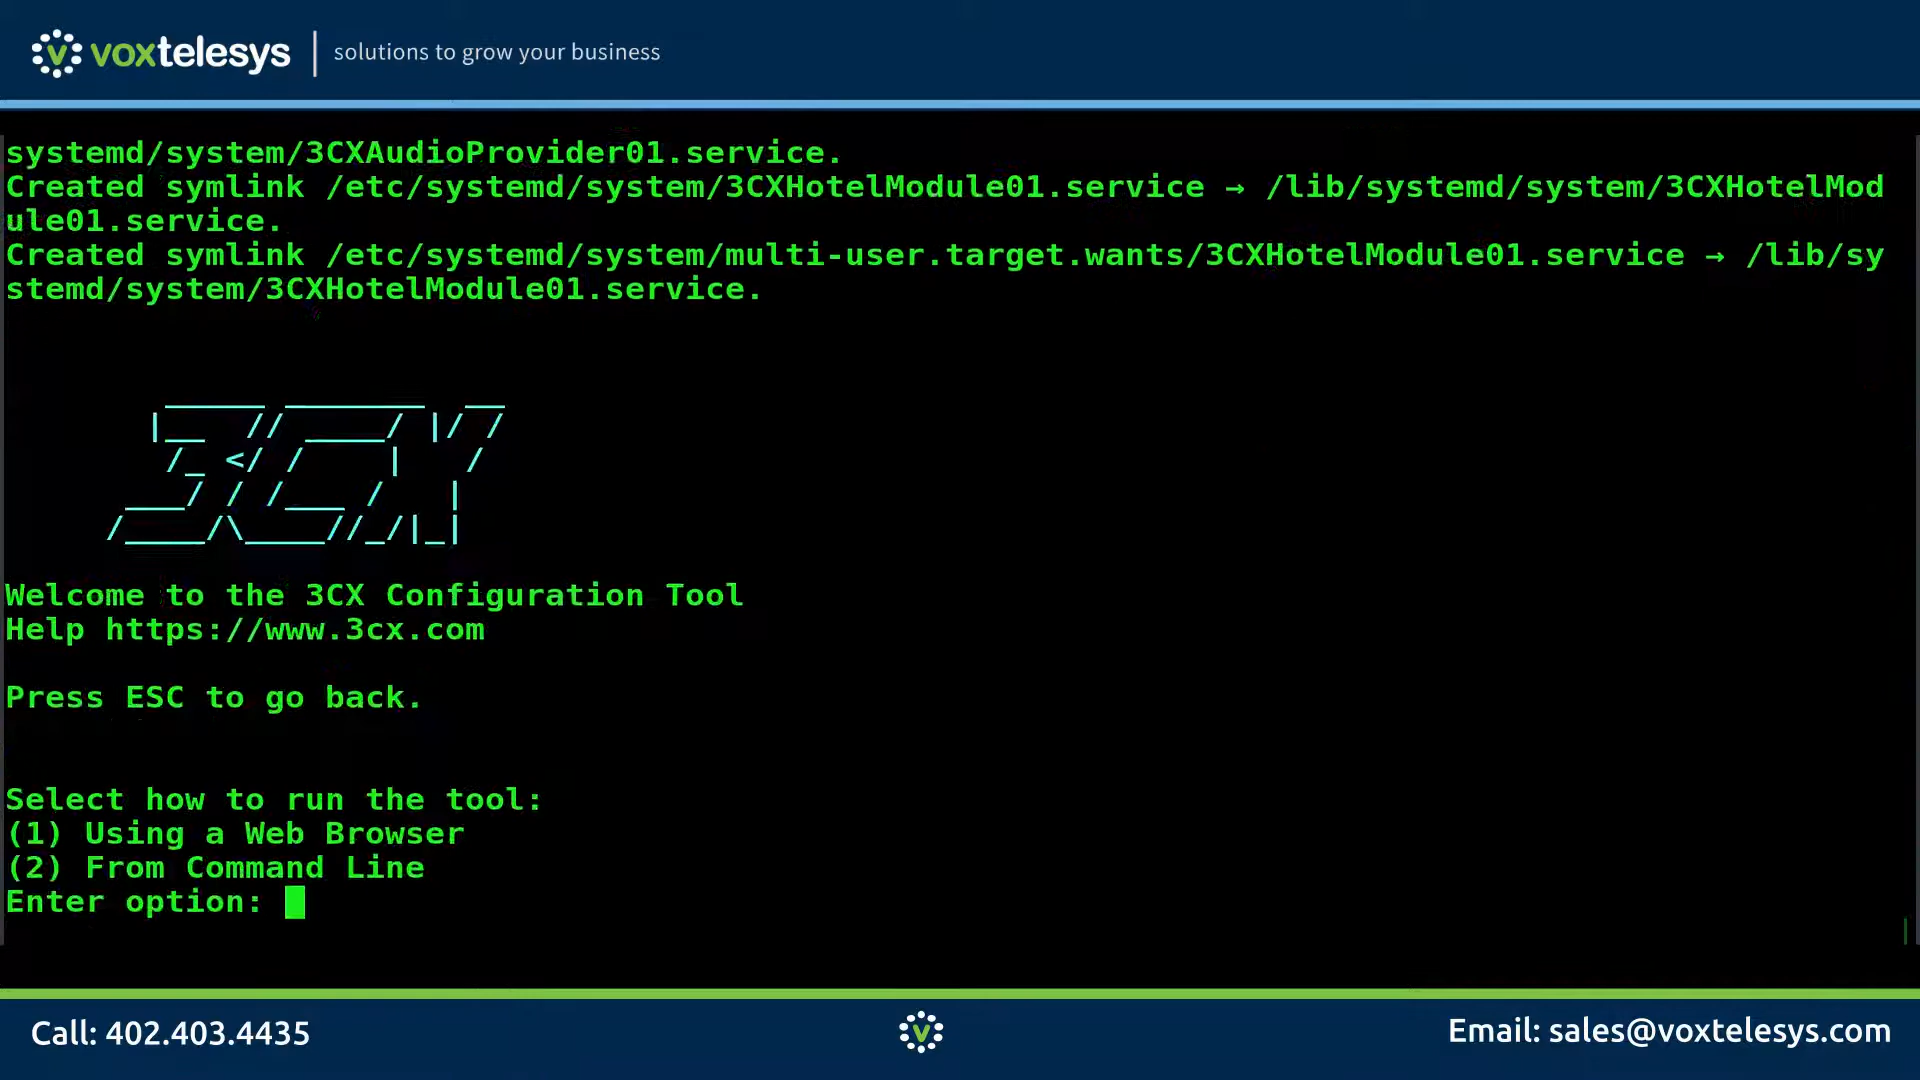 voxtelesys | solutions to grow your business
systemd/system/3CXAudioProvider01.service.
Created symlink /etc/systemd/system/3CXHotelModule01.service → /lib/systemd/system/3CXHotelMod
ule01.service.
Created symlink /etc/systemd/system/multi-user.target.wants/3CXHotelModule01.service → /lib/sy
stemd/system/3CXHotelModule01.service.
3CX
Welcome to the 3CX Configuration Tool
Help https://www.3cx.com
Press ESC to go back.
Select how to run the tool:
(1) Using a Web Browser
(2) From Command Line
Enter option:
Call: 402.403.4435
v
Email: sales@voxtelesys.com